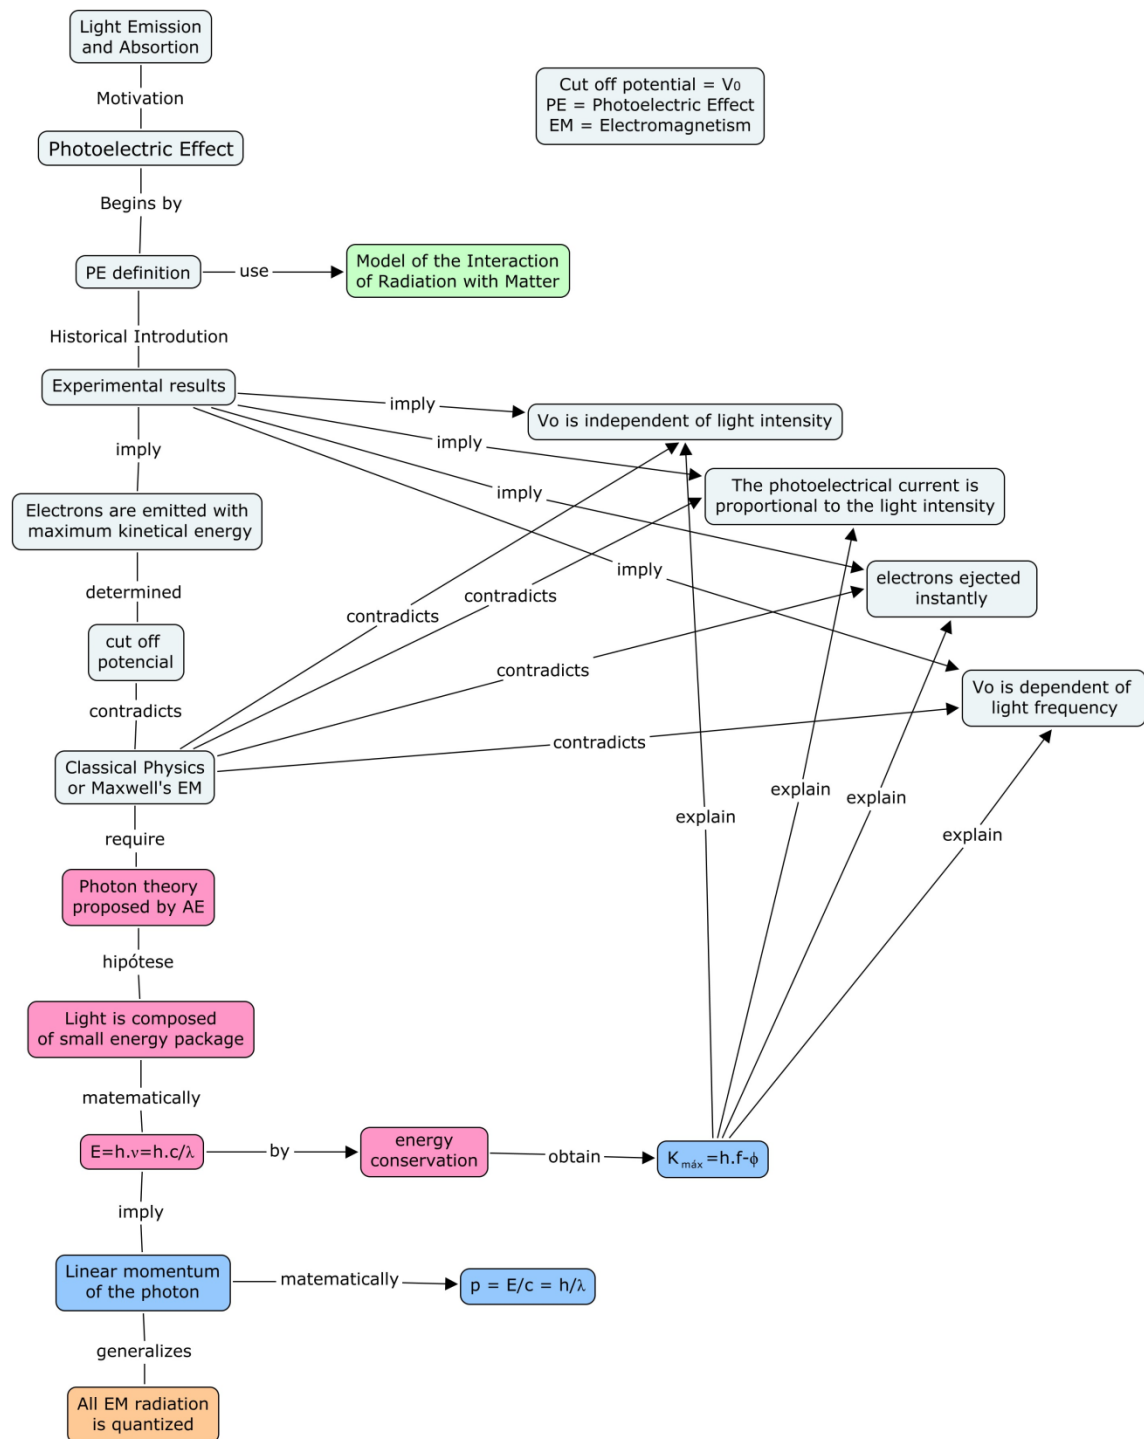 Light Emission
and Absortion
Motivation
Cut off potential = V₀
PE = Photoelectric Effect
EM = Electromagnetism
Photoelectric Effect
Begins by
PE definition
use
Model of the Interaction
of Radiation with Matter
Historical Introdution
Experimental results
imply
Vo is independent of light intensity
imply
imply
The photoelectrical current is
proportional to the light intensity
imply
Electrons are emitted with
maximum kinetical energy
imply
electrons ejected
instantly
determined
contradicts
contradicts
cut off
potencial
contradicts
Vo is dependent of
light frequency
contradicts
contradicts
Classical Physics
or Maxwell's EM
explain
explain
explain
explain
require
Photon theory
proposed by AE
hipótese
Light is composed
of small energy package
matematically
E=h.ν=h.c/λ
by
energy
conservation
obtain
Kmáx=h.f-ϕ
imply
Linear momentum
of the photon
matematically
p = E/c = h/λ
generalizes
All EM radiation
is quantized